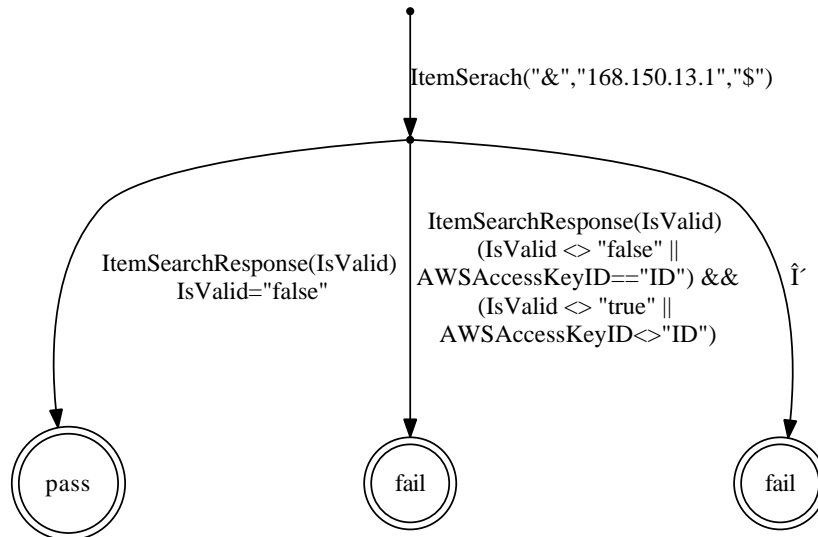 ItemSerach("&","168.150.13.1","$")
ItemSearchResponse(IsValid)
IsValid="false"
ItemSearchResponse(IsValid)
(IsValid <> "false" ||
AWSAccessKeyID=="ID") &&
(IsValid <> "true" ||
AWSAccessKeyID<>"ID")
Î´
pass
fail
fail